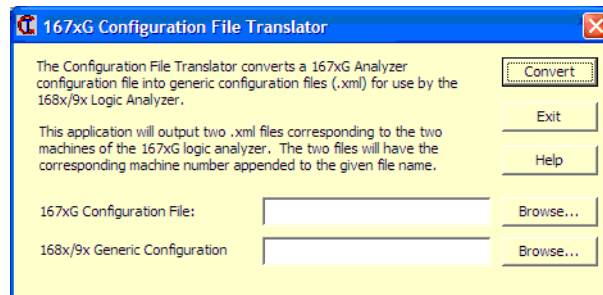 167xG Configuration File Translator
The Configuration File Translator converts a 167xG Analyzer
configuration file into generic configuration files (.xml) for use by the
168x/9x Logic Analyzer.
This application will output two .xml files corresponding to the two
machines of the 167xG logic analyzer. The two files will have the
corresponding machine number appended to the given file name.
Convert
Exit
Help
167xG Configuration File:
Browse...
168x/9x Generic Configuration
Browse...